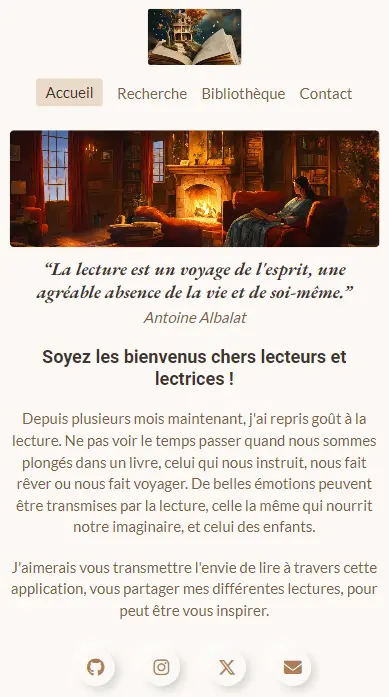 Accueil Recherche Bibliothèque Contact
“La lecture est un voyage de l'esprit, une
agréable absence de la vie et de soi-même.”
Antoine Albalat
Soyez les bienvenus chers lecteurs et
lectrices !
Depuis plusieurs mois maintenant, j'ai repris goût à la
lecture. Ne pas voir le temps passer quand nous sommes
plongés dans un livre, celui qui nous instruit, nous fait
rêver ou nous fait voyager. De belles émotions peuvent
être transmises par la lecture, celle la même qui nourrit
notre imaginaire, et celui des enfants.
J'aimerais vous transmettre l'envie de lire à travers cette
application, vous partager mes différentes lectures, pour
peut être vous inspirer.